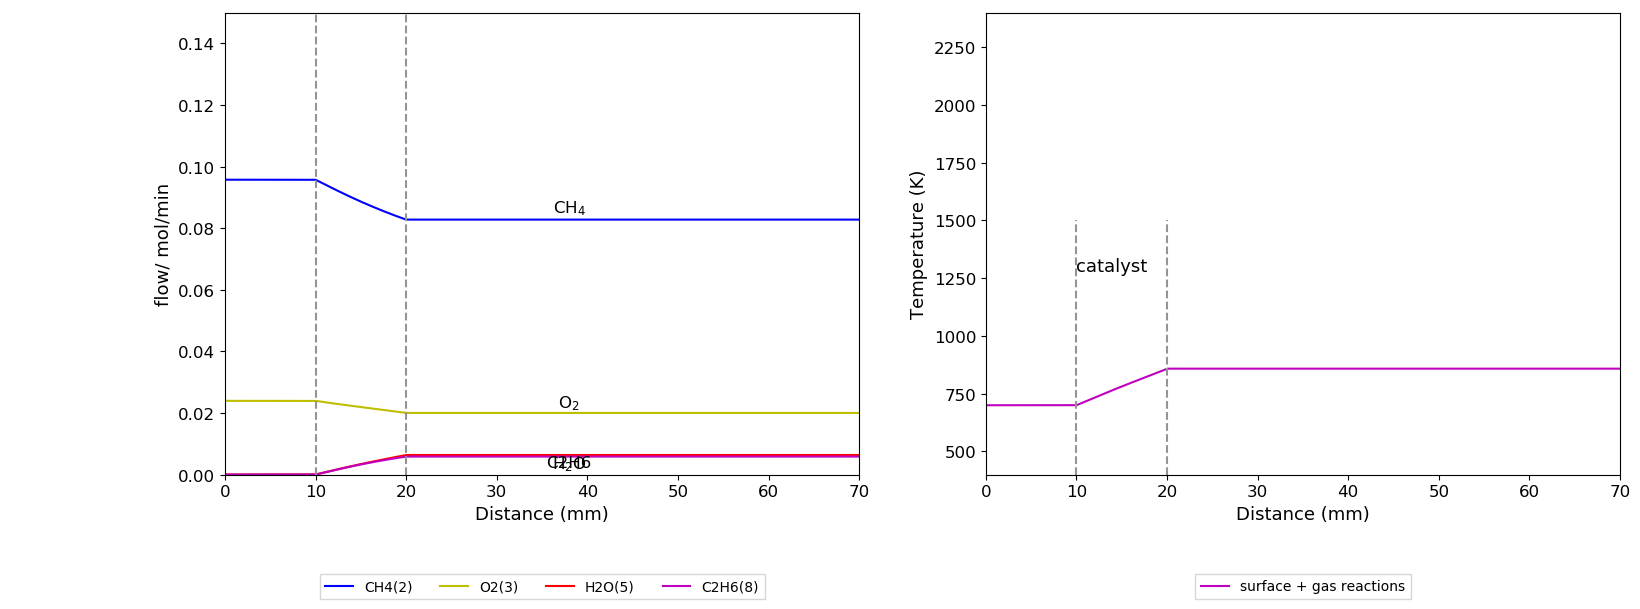 0.14
0.12
0.10
0.08
0.06
0.04
0.02
0.00
flow/ mol/min
CH₄
O₂
C2H6
H₂O
0 10 20 30 40 50 60 70
Distance (mm)
CH4(2) O2(3) H2O(5) C2H6(8)
2250
2000
1750
1500
1250
1000
750
500
Temperature (K)
catalyst
0 10 20 30 40 50 60 70
Distance (mm)
surface + gas reactions